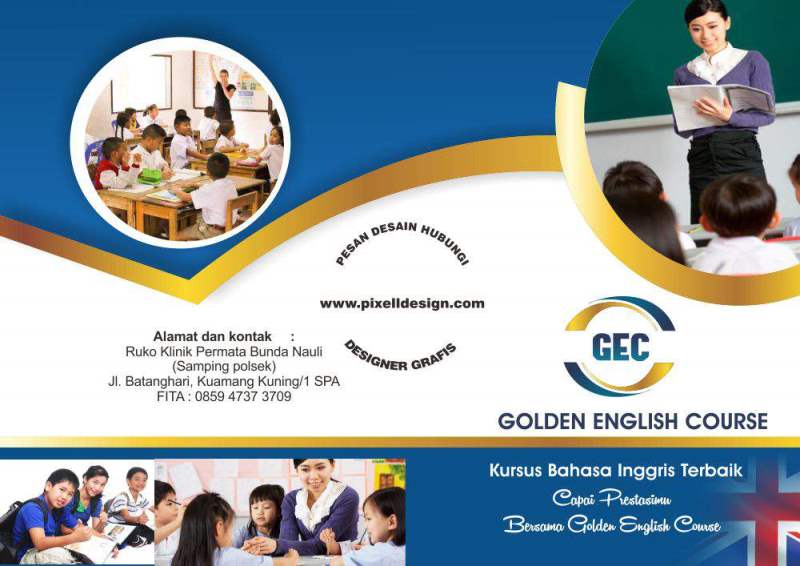 PESAN DESAIN HUBUNGI
www.pixelldesign.com
DESIGNER GRAFIS
Alamat dan kontak :
Ruko Klinik Permata Bunda Nauli
(Samping polsek)
Jl. Batanghari, Kuamang Kuning/1 SPA
FITA : 0859 4737 3709
GEC
GOLDEN ENGLISH COURSE
Kursus Bahasa Inggris Terbaik
Capai Prestasimu
Bersama Golden English Course